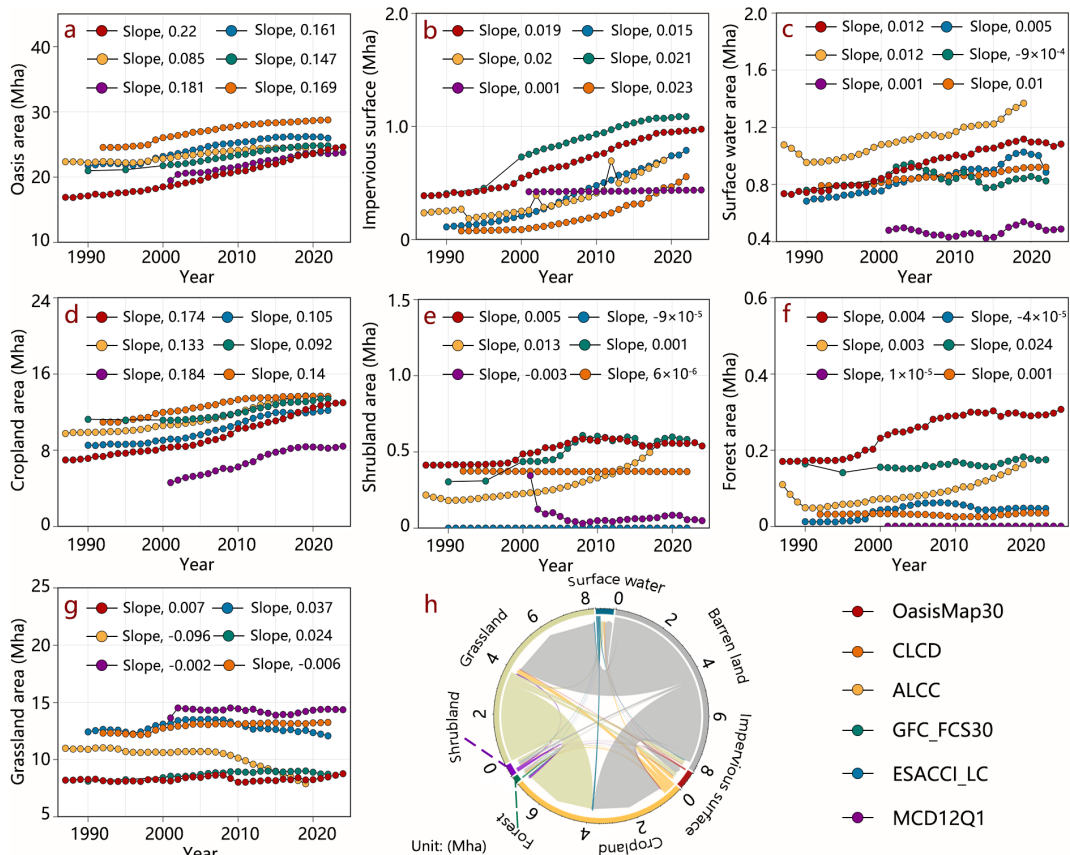 a
Slope, 0.22
Slope, 0.161
Slope, 0.085
Slope, 0.147
Slope, 0.181
Slope, 0.169
Oasis area (Mha)
40
30
20
10
1990
2000
2010
2020
Year
b
Slope, 0.019
Slope, 0.015
Slope, 0.02
Slope, 0.021
Slope, 0.001
Slope, 0.023
Impervious surface (Mha)
2.0
1.0
0
1990
2000
2010
2020
Year
c
Slope, 0.012
Slope, 0.005
Slope, 0.012
Slope, -9×10⁻⁴
Slope, 0.001
Slope, 0.01
Surface water area (Mha)
2.0
1.6
1.2
0.8
0.4
1990
2000
2010
2020
Year
d
Slope, 0.174
Slope, 0.105
Slope, 0.133
Slope, 0.092
Slope, 0.184
Slope, 0.14
Cropland area (Mha)
24
16
8
0
1990
2000
2010
2020
Year
e
Slope, 0.005
Slope, -9×10⁻⁵
Slope, 0.013
Slope, 0.001
Slope, -0.003
Slope, 6×10⁻⁶
Shrubland area (Mha)
1.5
1.0
0.5
0
1990
2000
2010
2020
Year
f
Slope, 0.004
Slope, -4×10⁻⁵
Slope, 0.003
Slope, 0.024
Slope, 1×10⁻⁵
Slope, 0.001
Forest area (Mha)
0.6
0.4
0.2
0
1990
2000
2010
2020
Year
g
Slope, 0.007
Slope, 0.037
Slope, -0.096
Slope, 0.024
Slope, -0.002
Slope, -0.006
Grassland area (Mha)
25
20
15
10
5
1990
2000
2010
2020
Year
h
Surface water
0
2
4
6
8
Barren land
Impervious surface
0
2
4
6
Cropland
Forest
Shrubland
0
2
4
6
8
Grassland
Unit: (Mha)
OasisMap30
CLCD
ALCC
GFC_FCS30
ESACCI_LC
MCD12Q1